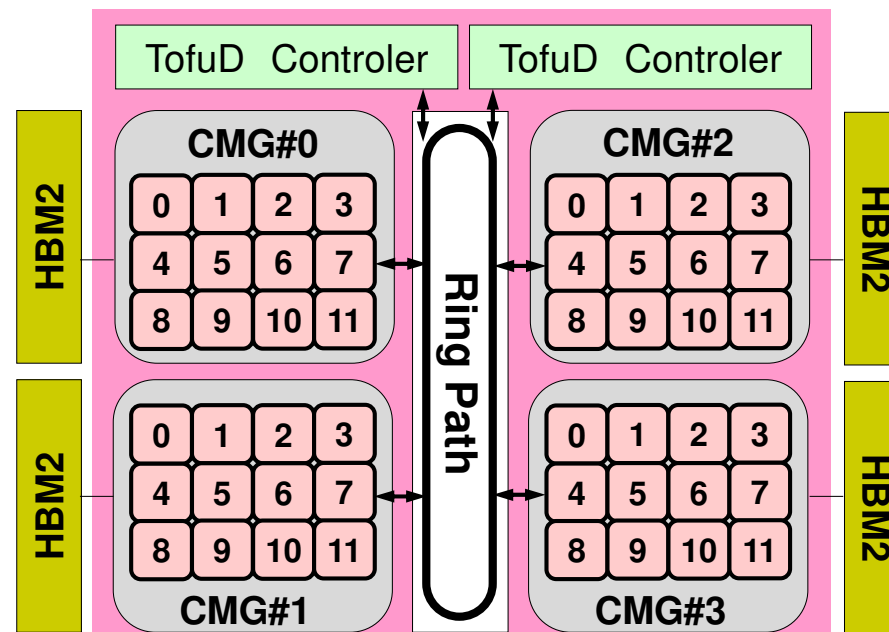 TofuD Controler
TofuD Controler
HBM2
CMG#0
0 1 2 3
4 5 6 7
8 9 10 11
Ring Path
CMG#2
0 1 2 3
4 5 6 7
8 9 10 11
HBM2
HBM2
0 1 2 3
4 5 6 7
8 9 10 11
CMG#1
0 1 2 3
4 5 6 7
8 9 10 11
CMG#3
HBM2